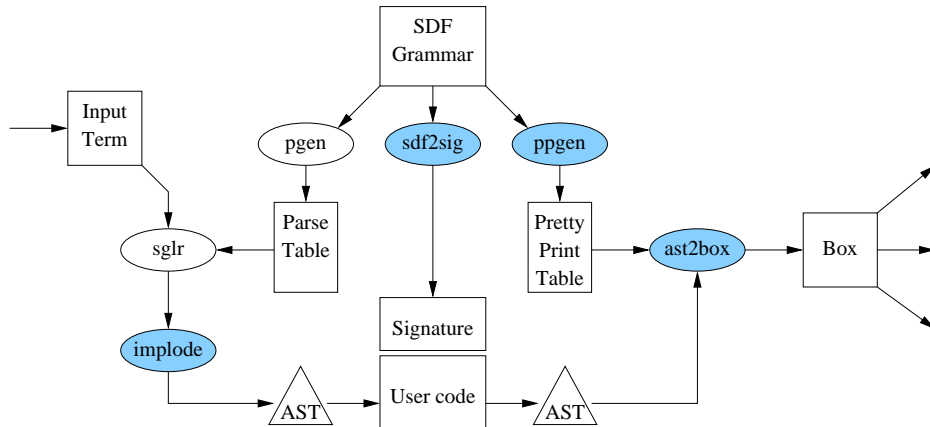 SDF
Grammar
Input
Term
pgen
sdf2sig
ppgen
Parse
Table
Pretty
Print
Table
sglr
ast2box
Box
Signature
implode
User code
AST
AST